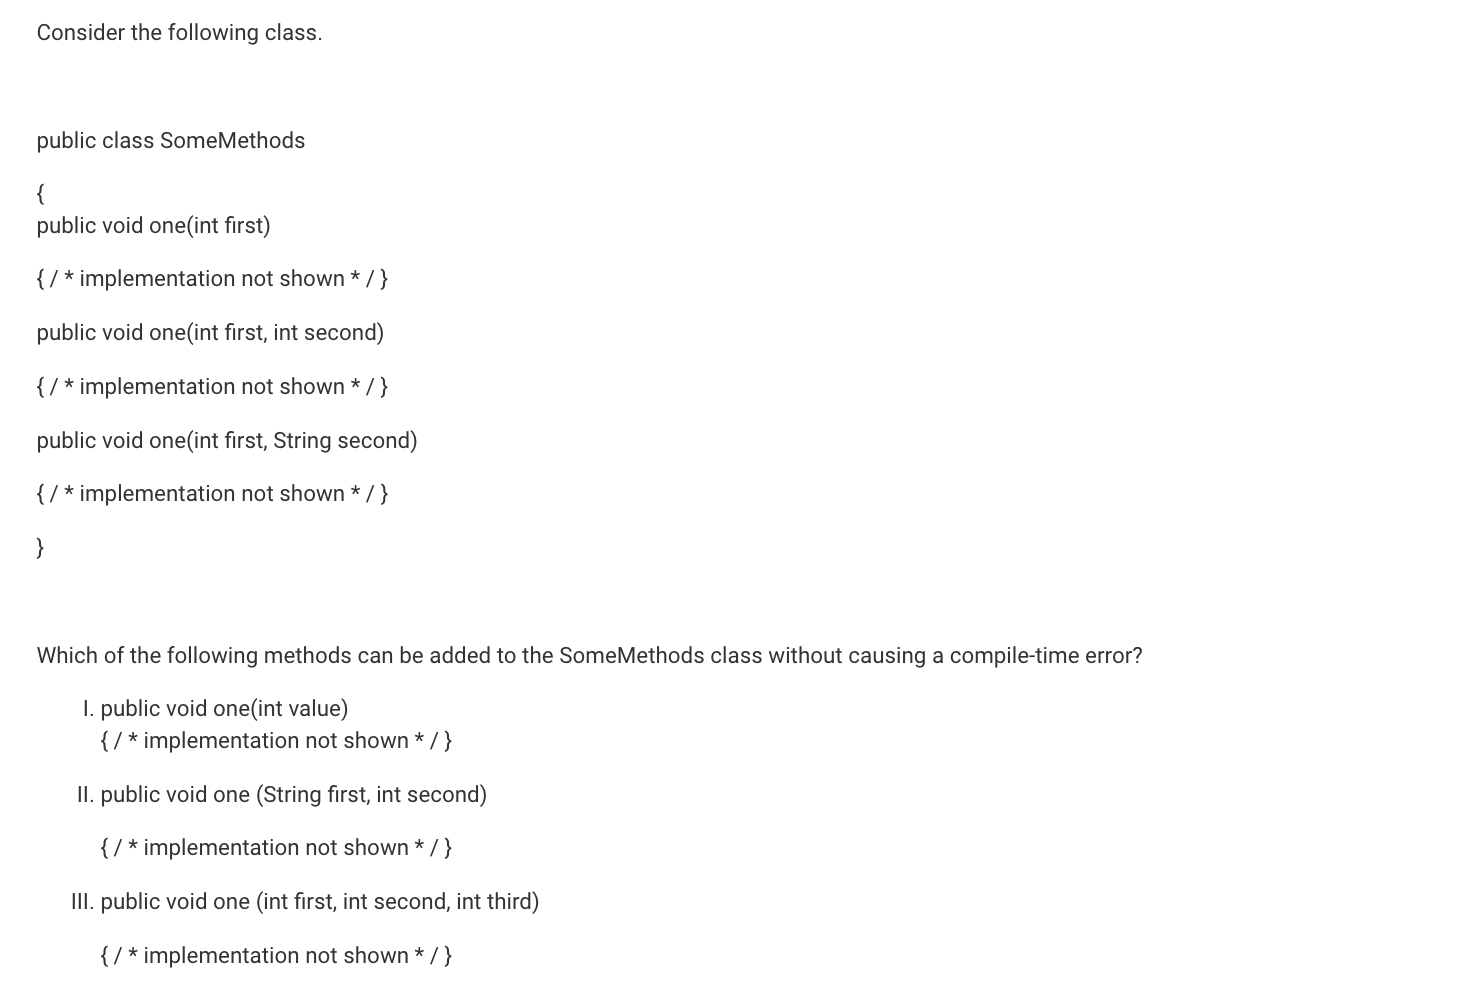 Consider the following class.
public class SomeMethods
{
public void one(int first)
{ / * implementation not shown * / }
public void one(int first, int second)
{ / * implementation not shown * / }
public void one(int first, String second)
{ / * implementation not shown * / }
}
Which of the following methods can be added to the SomeMethods class without causing a compile-time error?
I. public void one(int value)
{ / * implementation not shown * / }
II. public void one (String first, int second)
{ / * implementation not shown * / }
III. public void one (int first, int second, int third)
{ / * implementation not shown * / }